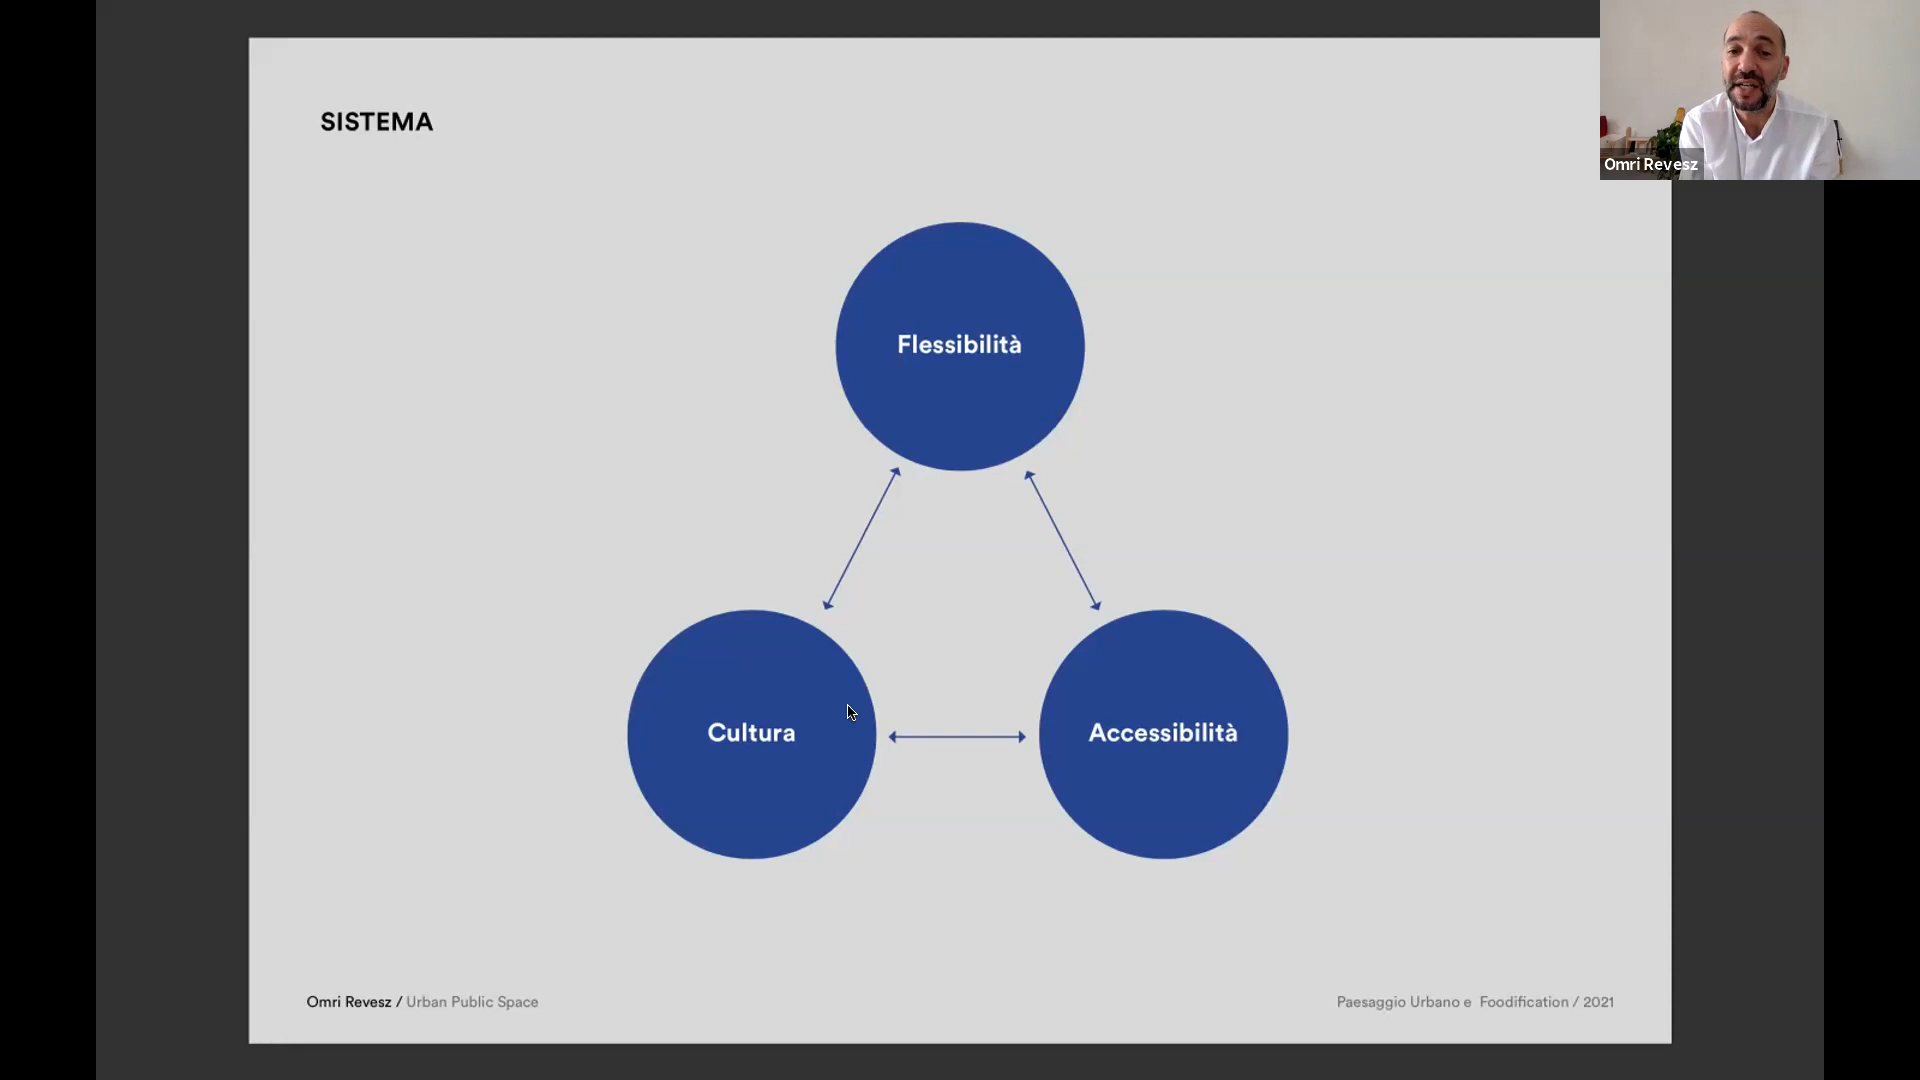 SISTEMA
Omri Revesz
Flessibilità
Cultura
Accessibilità
Omri Revesz / Urban Public Space
Paesaggio Urbano e Foodification / 2021